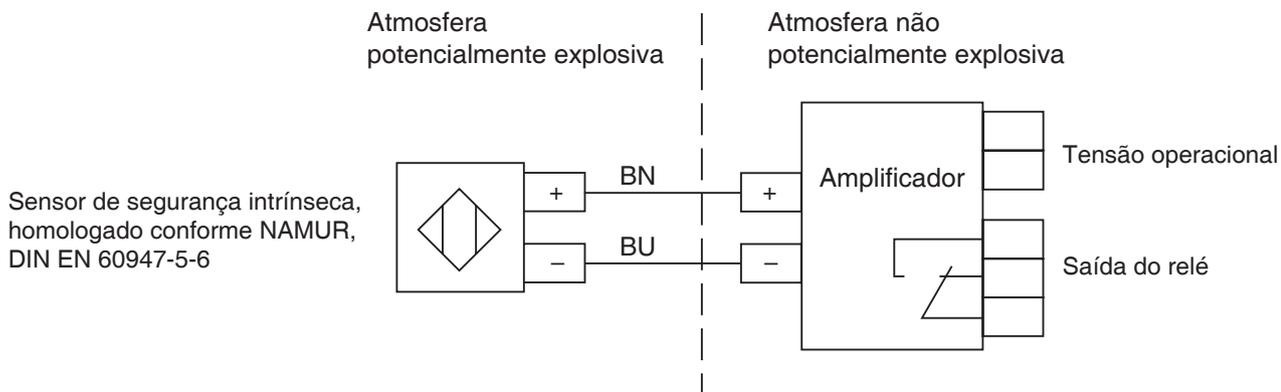 Atmosfera
potencialmente explosiva
Atmosfera não
potencialmente explosiva
Sensor de segurança intrínseca,
homologado conforme NAMUR,
DIN EN 60947-5-6
+
BN
+
–
BU
–
Amplificador
Tensão operacional
Saída do relé